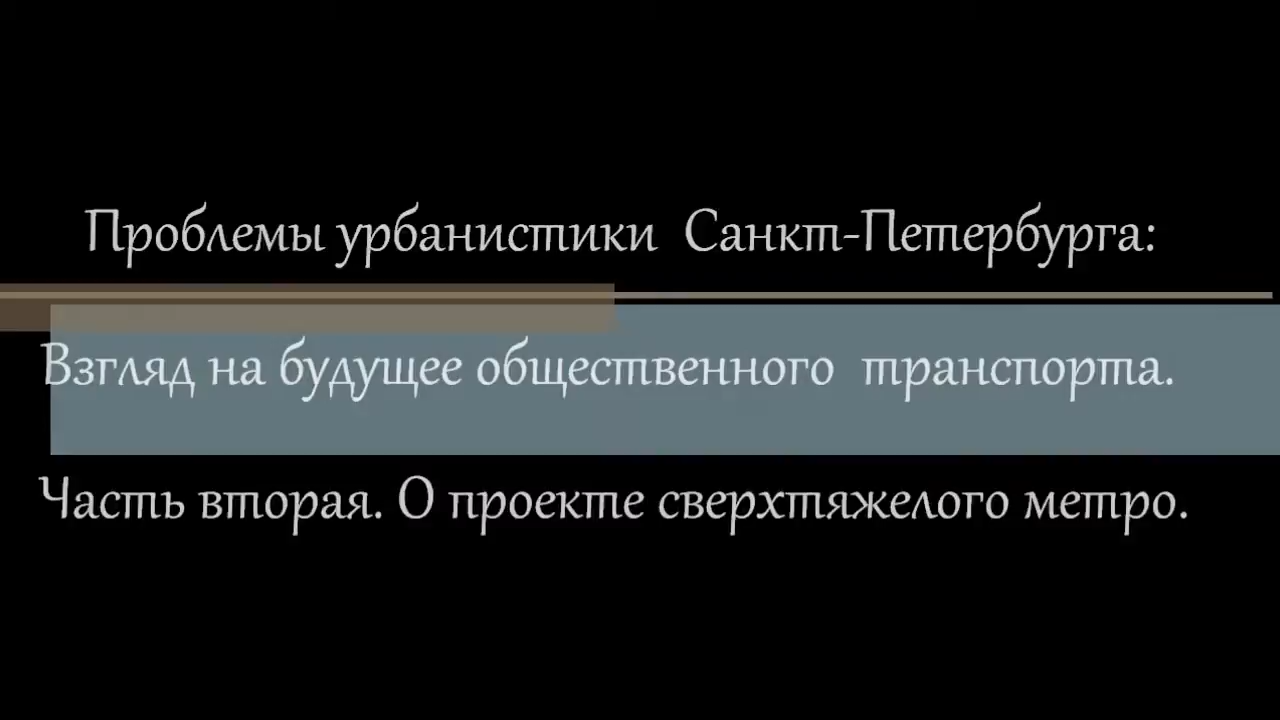 Проблемы урбанистики Санкт-Петербурга:
Взгляд на будущее общественного транспорта.
Часть вторая. О проекте сверхтяжелого метро.